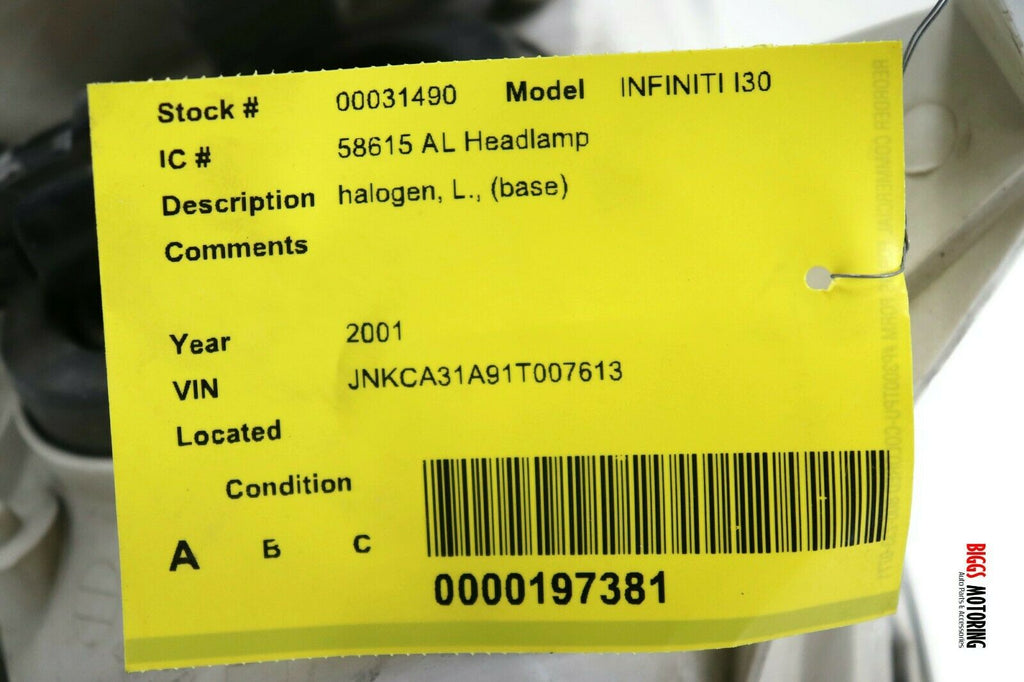 Stock # 00031490 Model INFINITI I30
IC # 58615 AL Headlamp
Description halogen, L., (base)
Comments
Year 2001
VIN JNKCA31A91T007613
Located
Condition
A B C
0000197381
BIGGS MOTORING
Auto Parts & Accessories